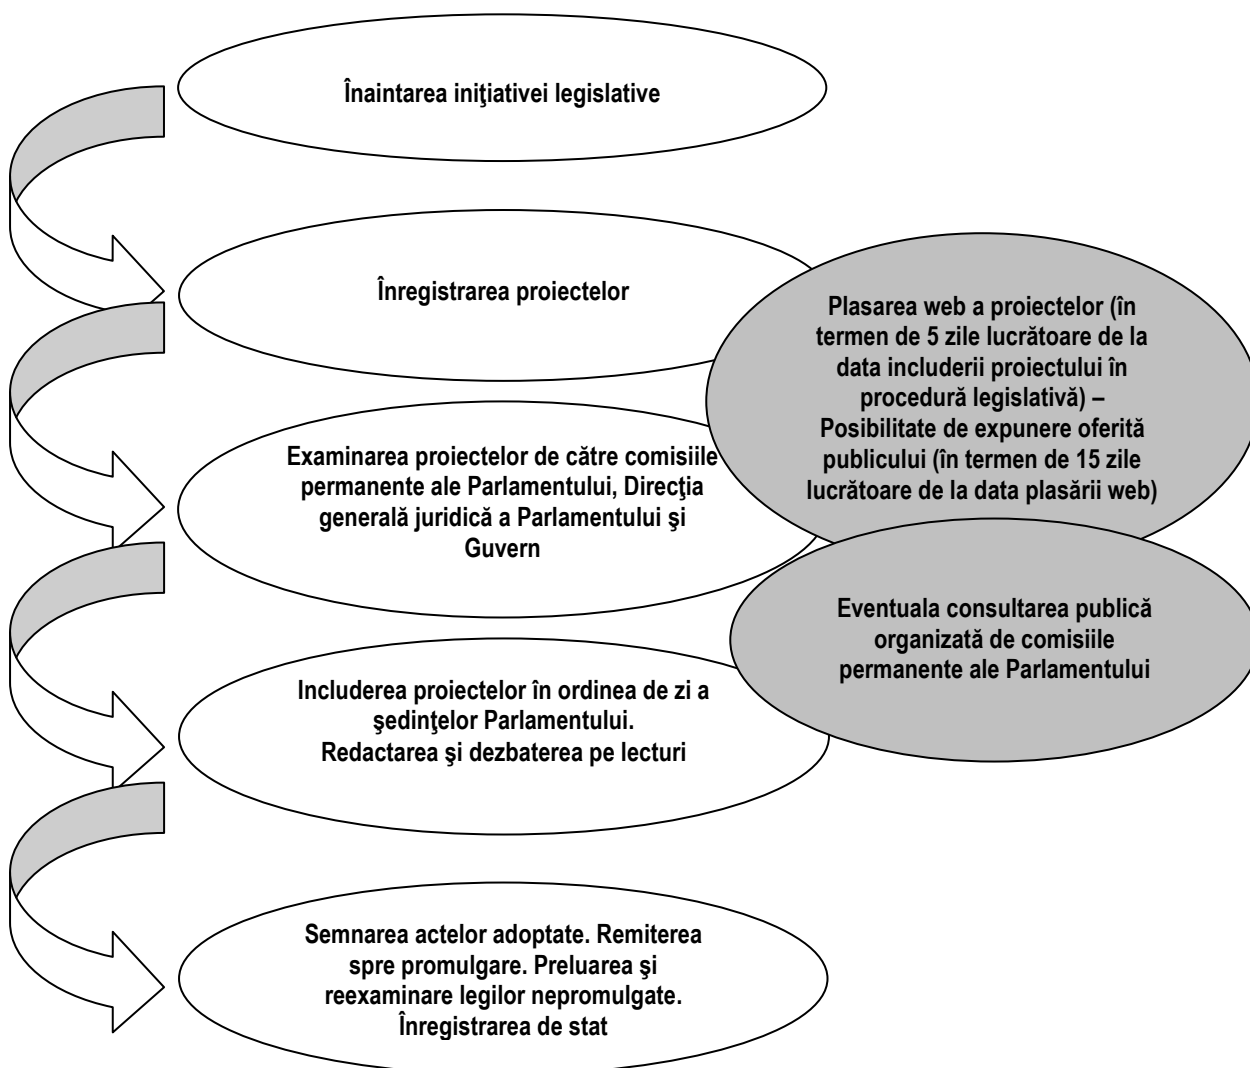 Înaintarea iniţiativei legislative
Înregistrarea proiectelor
Plasarea web a proiectelor (în
termen de 5 zile lucrătoare de la
data includerii proiectului în
procedură legislativă) –
Posibilitate de expunere oferită
publicului (în termen de 15 zile
lucrătoare de la data plasării web)
Examinarea proiectelor de către comisiile
permanente ale Parlamentului, Direcţia
generală juridică a Parlamentului şi
Guvern
Eventuala consultarea publică
organizată de comisiile
permanente ale Parlamentului
Includerea proiectelor în ordinea de zi a
şedinţelor Parlamentului.
Redactarea şi dezbaterea pe lecturi
Semnarea actelor adoptate. Remiterea
spre promulgare. Preluarea şi
reexaminare legilor nepromulgate.
Înregistrarea de stat